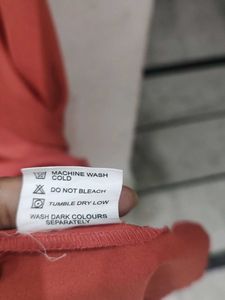 MACHINE WASH
COLD
DO NOT BLEACH
TUMBLE DRY LOW
WASH DARK COLOURS
SEPARATELY